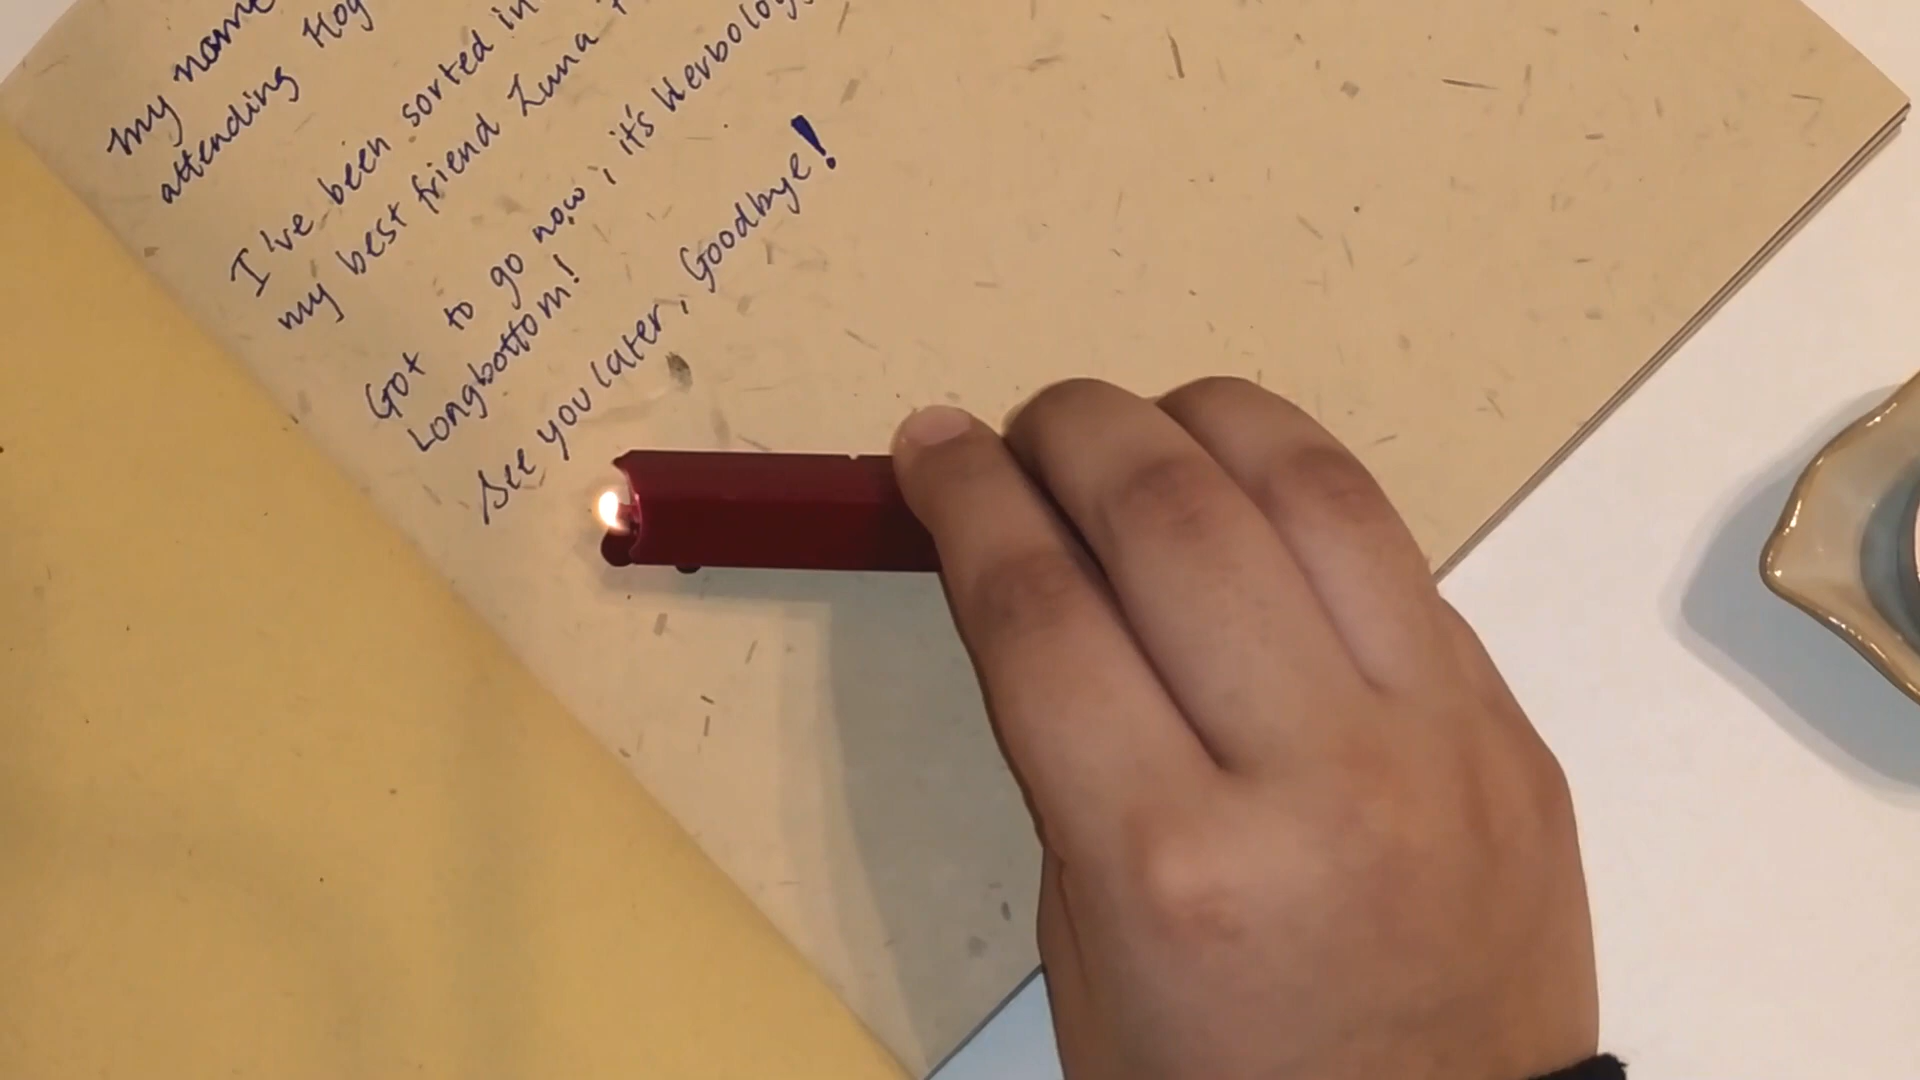 My name
attending Hog
I've been sorted in
my best friend Luna
Got to go now, it's Herbology
Longbottom!
See you later, Goodbye!